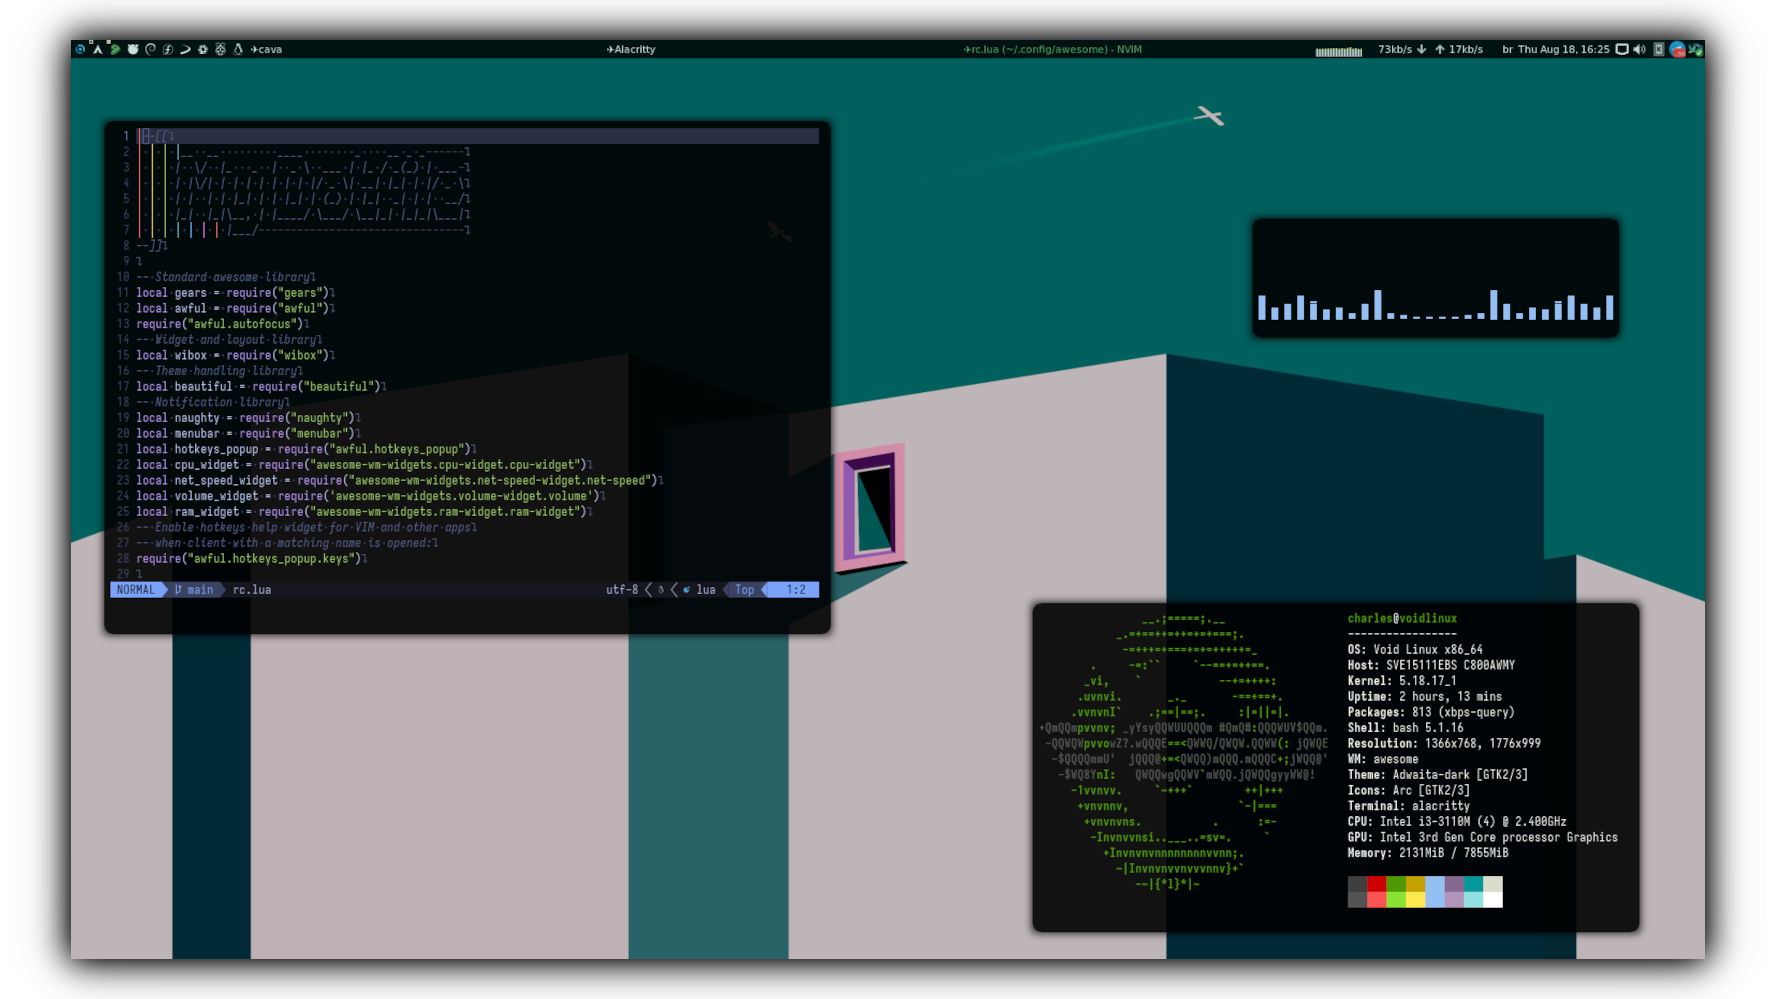 ✈cava
✈Alacritty
✈rc.lua (~/.config/awesome) - NVIM
73kb/s ↓ ↑ 17kb/s
br Thu Aug 18, 16:25
1 --[[
2
3
4
5
6
7
8 --]]
9
10 -- Standard awesome library
11 local gears = require("gears")
12 local awful = require("awful")
13 require("awful.autofocus")
14 -- Widget and layout library
15 local wibox = require("wibox")
16 -- Theme handling library
17 local beautiful = require("beautiful")
18 -- Notification library
19 local naughty = require("naughty")
20 local menubar = require("menubar")
21 local hotkeys_popup = require("awful.hotkeys_popup")
22 local cpu_widget = require("awesome-wm-widgets.cpu-widget.cpu-widget")
23 local net_speed_widget = require("awesome-wm-widgets.net-speed-widget.net-speed")
24 local volume_widget = require('awesome-wm-widgets.volume-widget.volume')
25 local ram_widget = require("awesome-wm-widgets.ram-widget.ram-widget")
26 -- Enable hotkeys help widget for VIM and other apps
27 -- when client with a matching name is opened:
28 require("awful.hotkeys_popup.keys")
29
NORMAL main rc.lua utf-8 lua Top 1:2
charles@voidlinux
-----------------
OS: Void Linux x86_64
Host: SVE15111EBS C800AWMY
Kernel: 5.18.17_1
Uptime: 2 hours, 13 mins
Packages: 813 (xbps-query)
Shell: bash 5.1.16
Resolution: 1366x768, 1776x999
WM: awesome
Theme: Adwaita-dark [GTK2/3]
Icons: Arc [GTK2/3]
Terminal: alacritty
CPU: Intel i3-3110M (4) @ 2.400GHz
GPU: Intel 3rd Gen Core processor Graphics
Memory: 2131MiB / 7855MiB